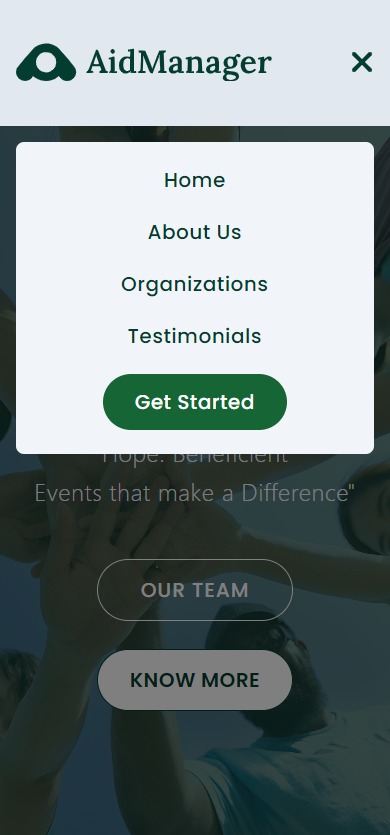 AidManager
Home
About Us
Organizations
Testimonials
Get Started
Hope: Beneficient
Events that make a Difference"
OUR TEAM
KNOW MORE